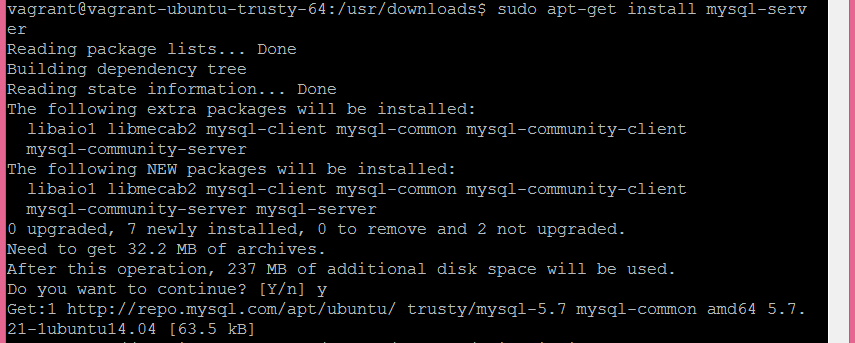 vagrant@vagrant-ubuntu-trusty-64:/usr/downloads$ sudo apt-get install mysql-serv
er
Reading package lists... Done
Building dependency tree
Reading state information... Done
The following extra packages will be installed:
  libaio1 libmecab2 mysql-client mysql-common mysql-community-client
  mysql-community-server
The following NEW packages will be installed:
  libaio1 libmecab2 mysql-client mysql-common mysql-community-client
  mysql-community-server mysql-server
0 upgraded, 7 newly installed, 0 to remove and 2 not upgraded.
Need to get 32.2 MB of archives.
After this operation, 237 MB of additional disk space will be used.
Do you want to continue? [Y/n] y
Get:1 http://repo.mysql.com/apt/ubuntu/ trusty/mysql-5.7 mysql-common amd64 5.7.
21-1ubuntu14.04 [63.5 kB]